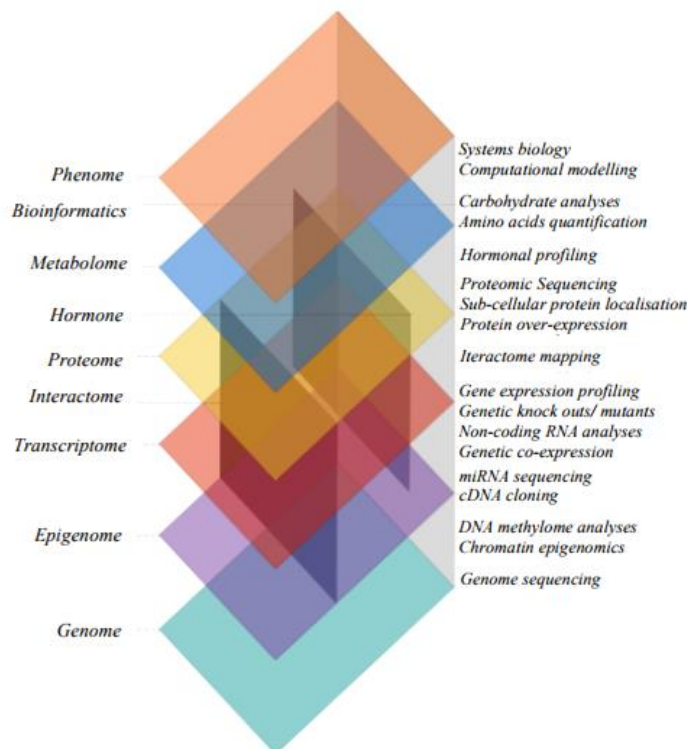 Phenome
Bioinformatics
Metabolome
Hormone
Proteome
Interactome
Transcriptome
Epigenome
Genome
Systems biology
Computational modelling
Carbohydrate analyses
Amino acids quantification
Hormonal profiling
Proteomic Sequencing
Sub-cellular protein localisation
Protein over-expression
Iteractome mapping
Gene expression profiling
Genetic knock outs/ mutants
Non-coding RNA analyses
Genetic co-expression
miRNA sequencing
cDNA cloning
DNA methylome analyses
Chromatin epigenomics
Genome sequencing